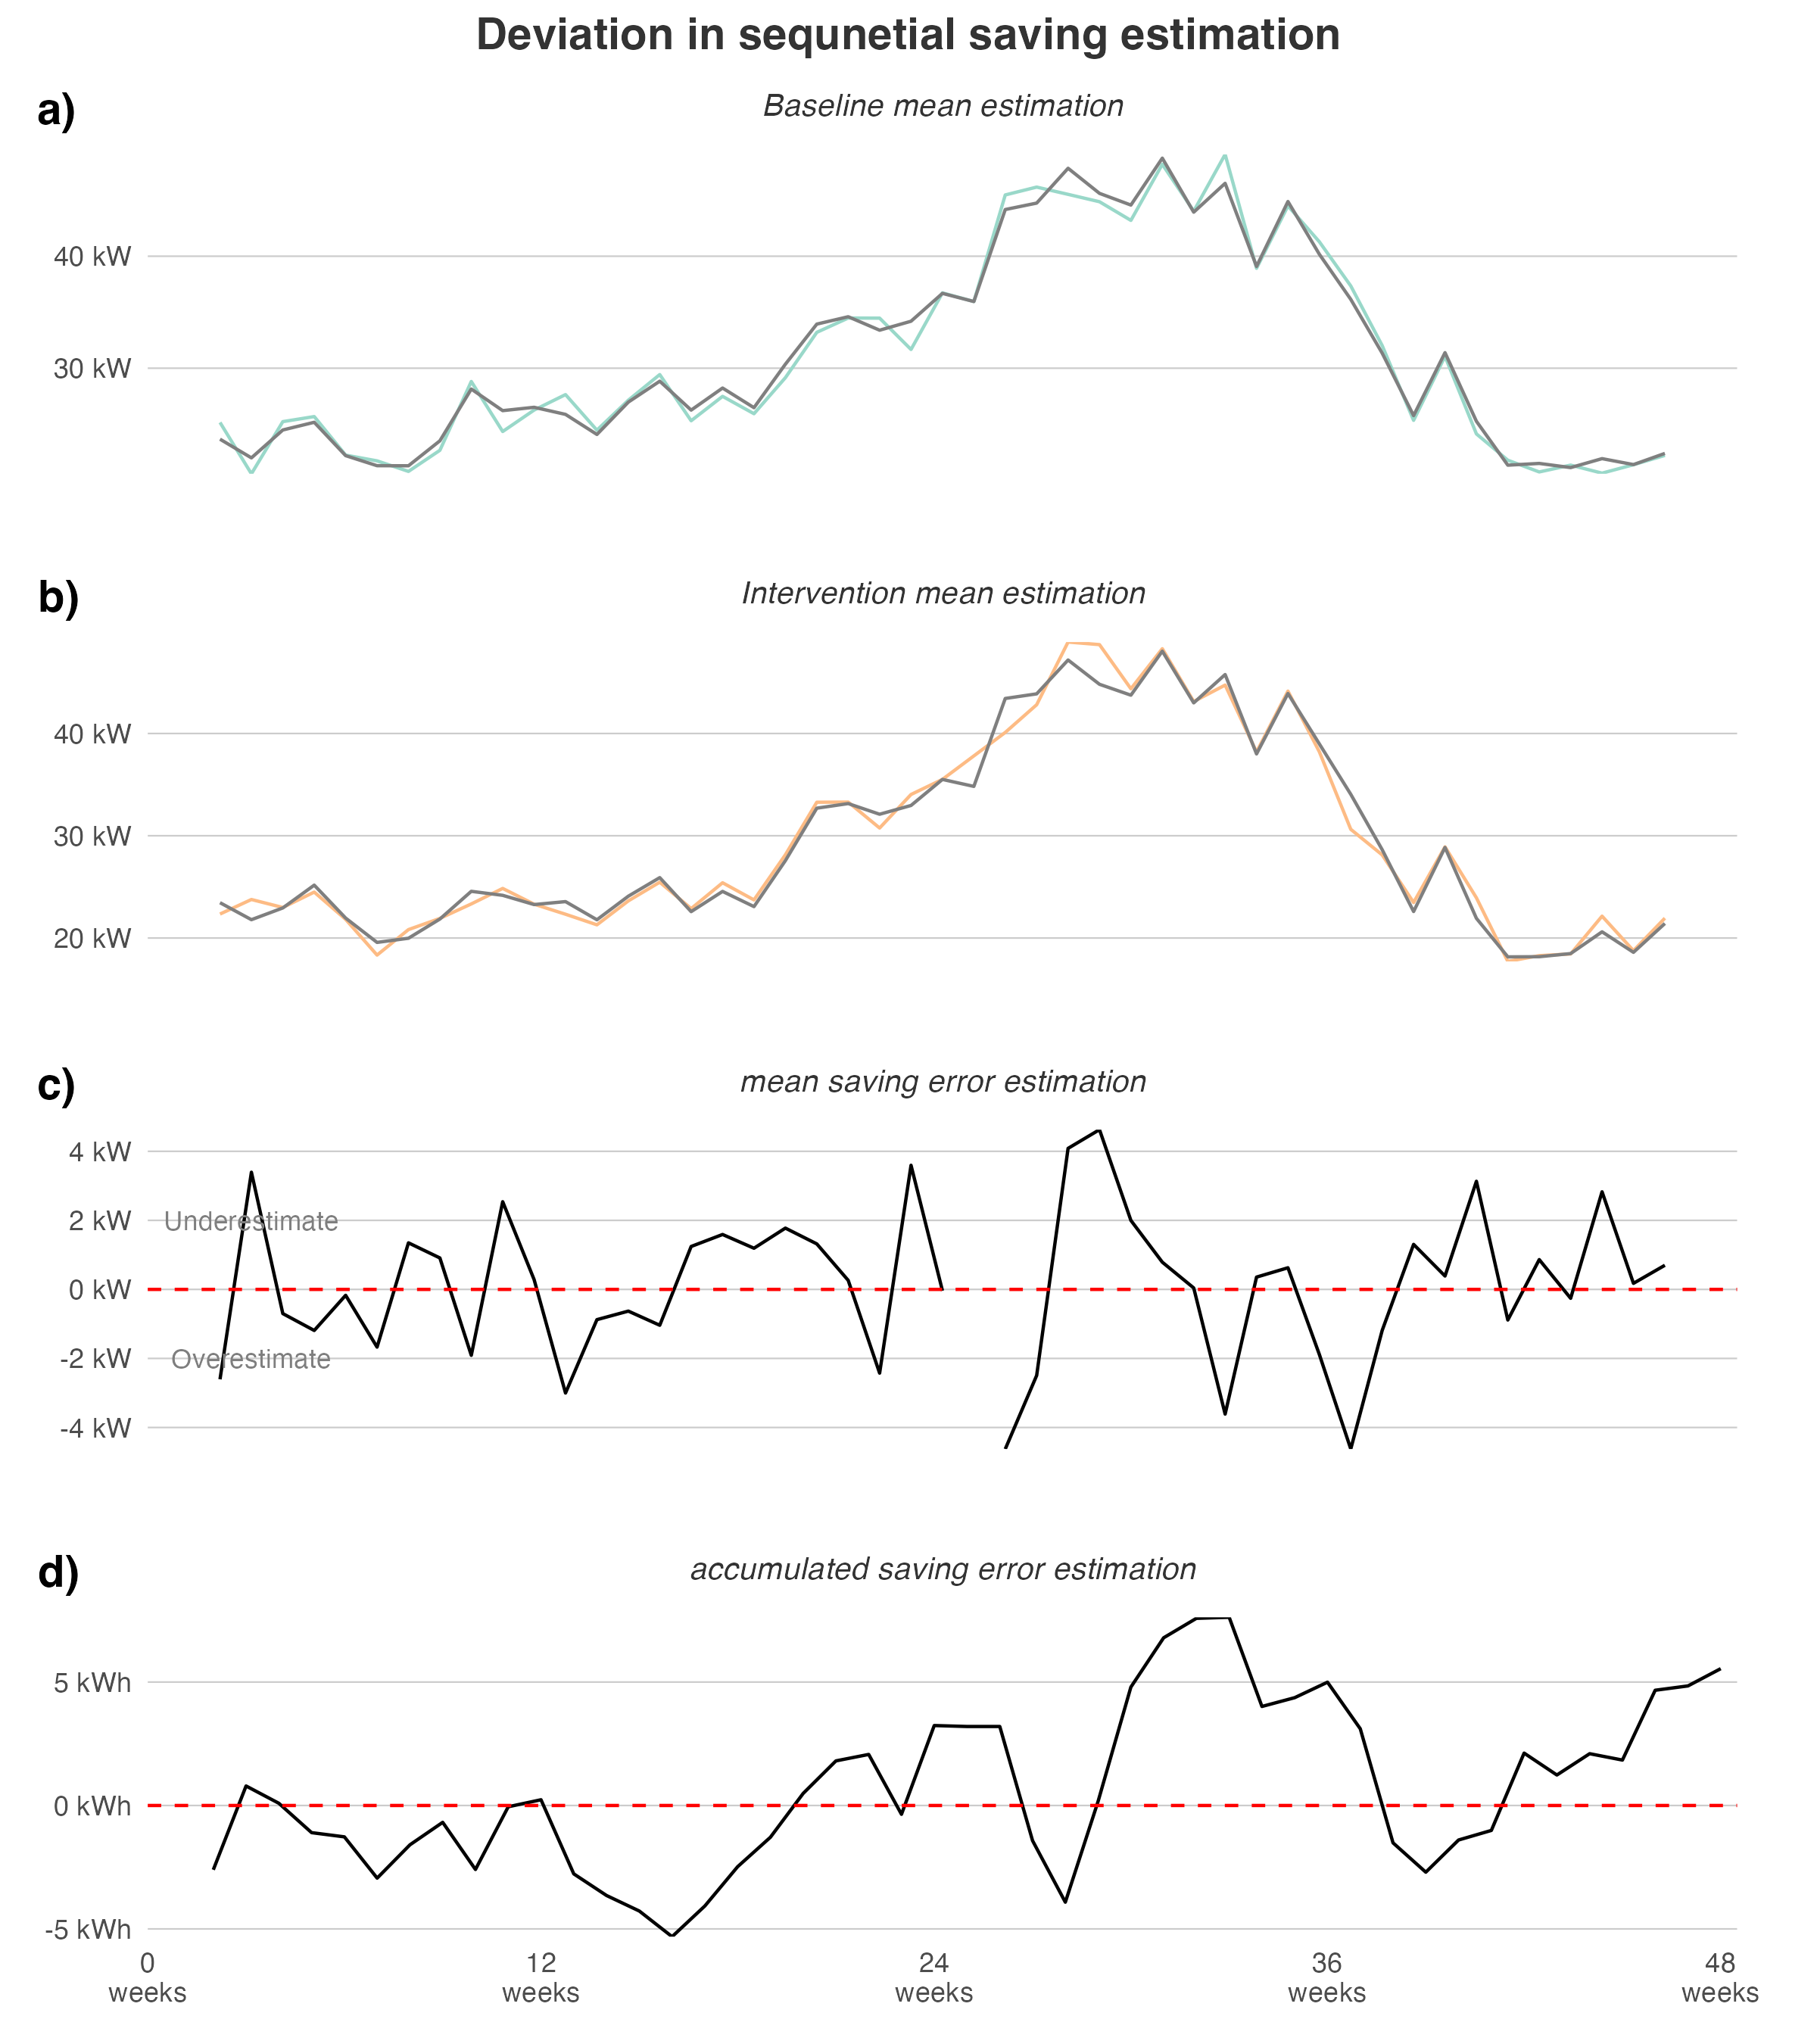 Deviation in sequnetial saving estimation
a)
Baseline mean estimation
40 kW
30 kW
b)
Intervention mean estimation
40 kW
30 kW
20 kW
c)
mean saving error estimation
4 kW
2 kW
Underestimate
0 kW
-2 kW
Overestimate
-4 kW
d)
accumulated saving error estimation
5 kWh
0 kWh
-5 kWh
0 12 24 36 48
weeks weeks weeks weeks weeks